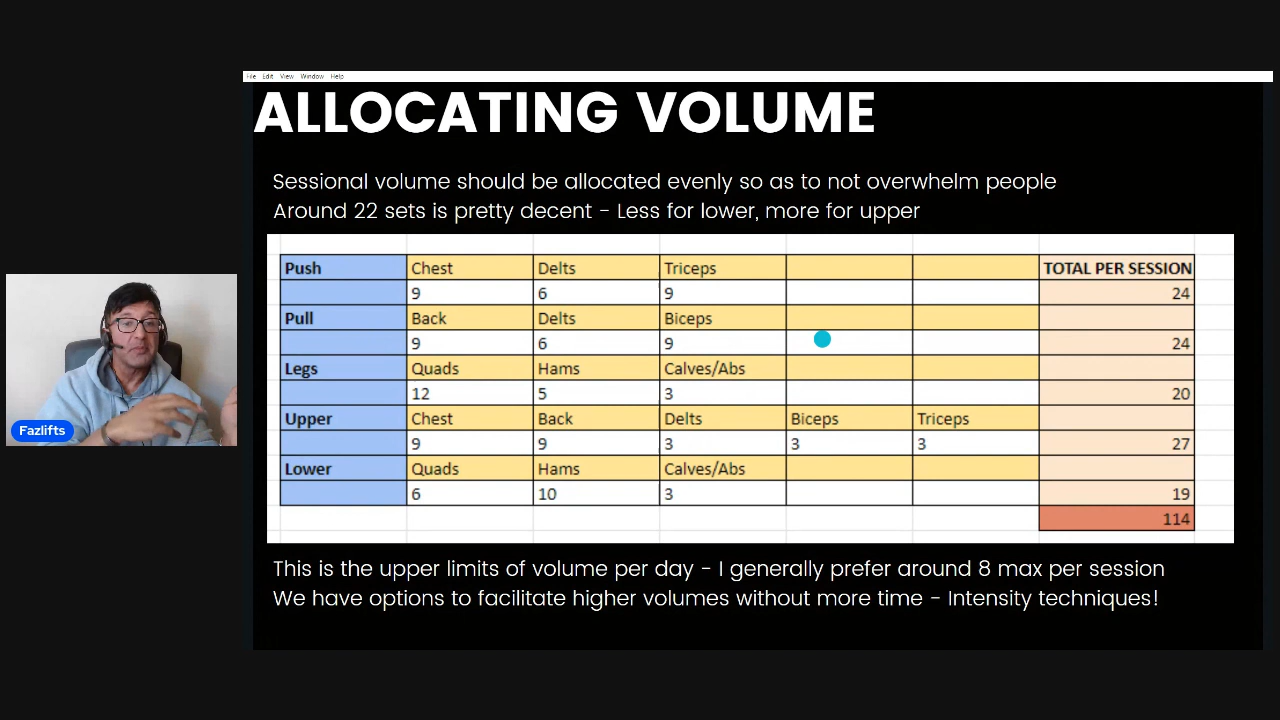 File Edit View Window Help
ALLOCATING VOLUME
Sessional volume should be allocated evenly so as to not overwhelm people
Around 22 sets is pretty decent - Less for lower, more for upper
Push Chest Delts Triceps TOTAL PER SESSION
9 6 9 24
Pull Back Delts Biceps
9 6 9 24
Legs Quads Hams Calves/Abs
12 5 3 20
Upper Chest Back Delts Biceps Triceps
9 9 3 3 3 27
Lower Quads Hams Calves/Abs
6 10 3 19
114
This is the upper limits of volume per day - I generally prefer around 8 max per session
We have options to facilitate higher volumes without more time - Intensity techniques!
Fazlifts